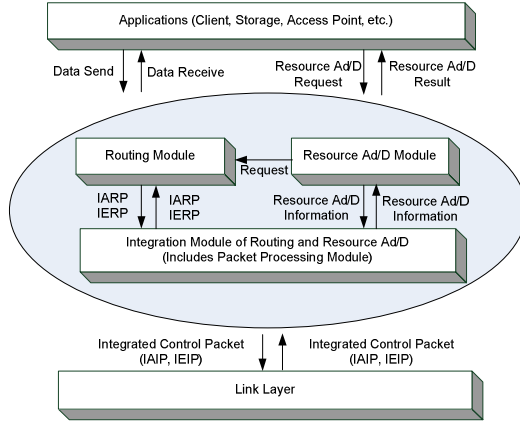 Applications (Client, Storage, Access Point, etc.)
Data Send
Data Receive
Resource Ad/D
Request
Resource Ad/D
Result
Routing Module
Resource Ad/D Module
Request
IARP
IERP
IARP
IERP
Resource Ad/D
Information
Resource Ad/D
Information
Integration Module of Routing and Resource Ad/D
(Includes Packet Processing Module)
Integrated Control Packet
(IAIP, IEIP)
Integrated Control Packet
(IAIP, IEIP)
Link Layer